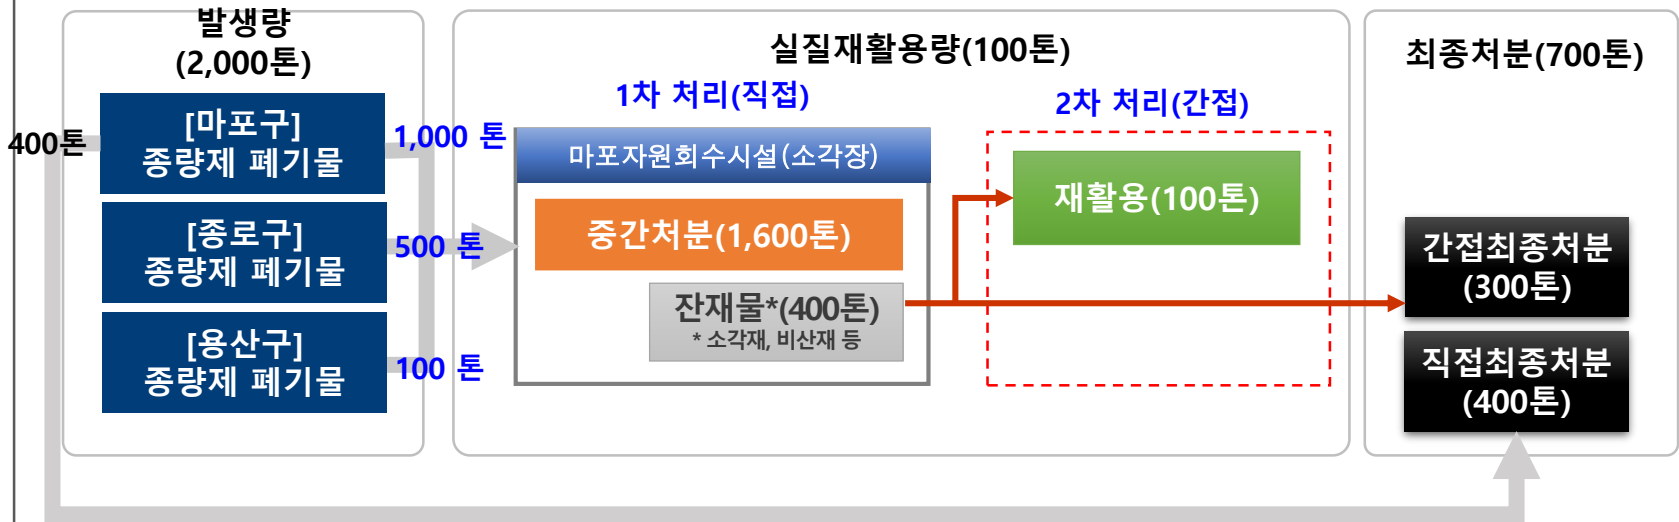 발생량
(2,000톤)
400톤
[마포구]
종량제 폐기물
1,000 톤
[종로구]
종량제 폐기물
500 톤
[용산구]
종량제 폐기물
100 톤
실질재활용량(100톤)
1차 처리(직접)
마포자원회수시설(소각장)
중간처분(1,600톤)
잔재물*(400톤)
* 소각재, 비산재 등
2차 처리(간접)
재활용(100톤)
최종처분(700톤)
간접최종처분
(300톤)
직접최종처분
(400톤)